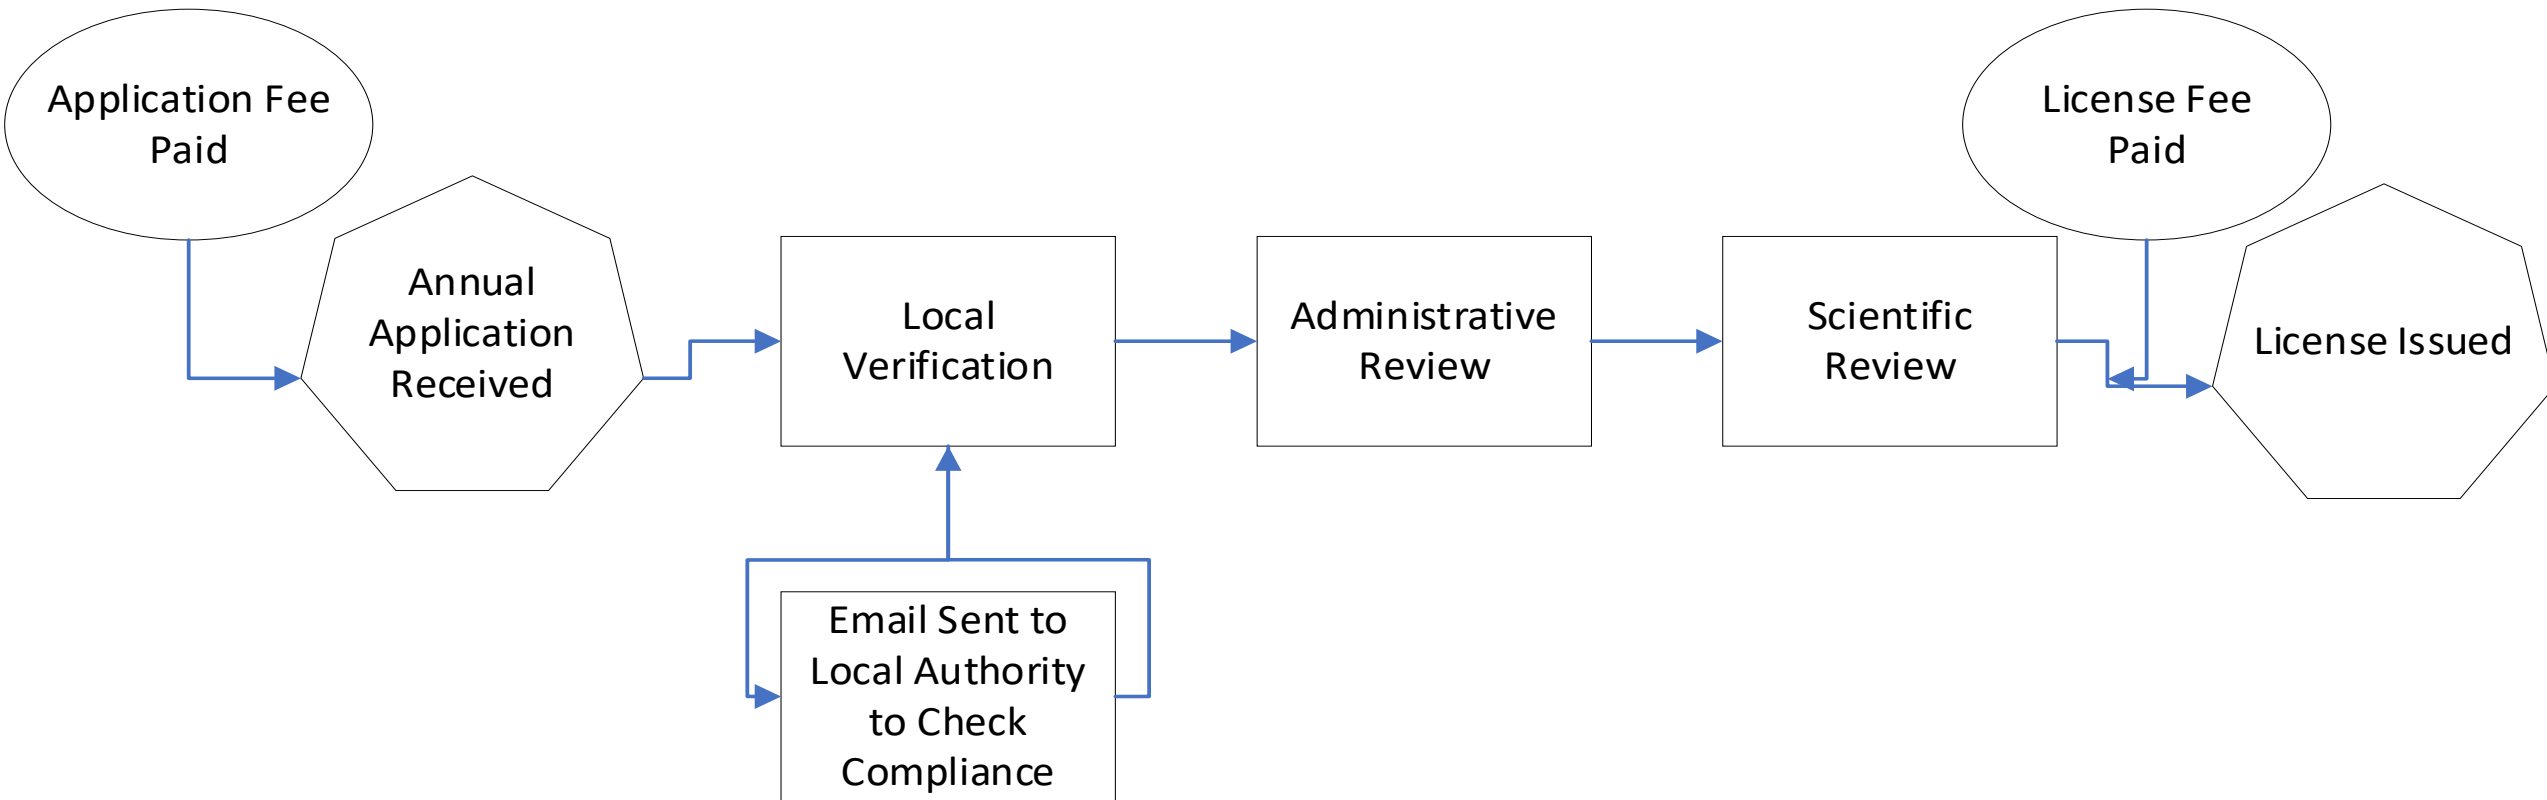 Application Fee
Paid
Annual
Application
Received
Local
Verification
Email Sent to
Local Authority
to Check
Compliance
Administrative
Review
Scientific
Review
License Fee
Paid
License Issued